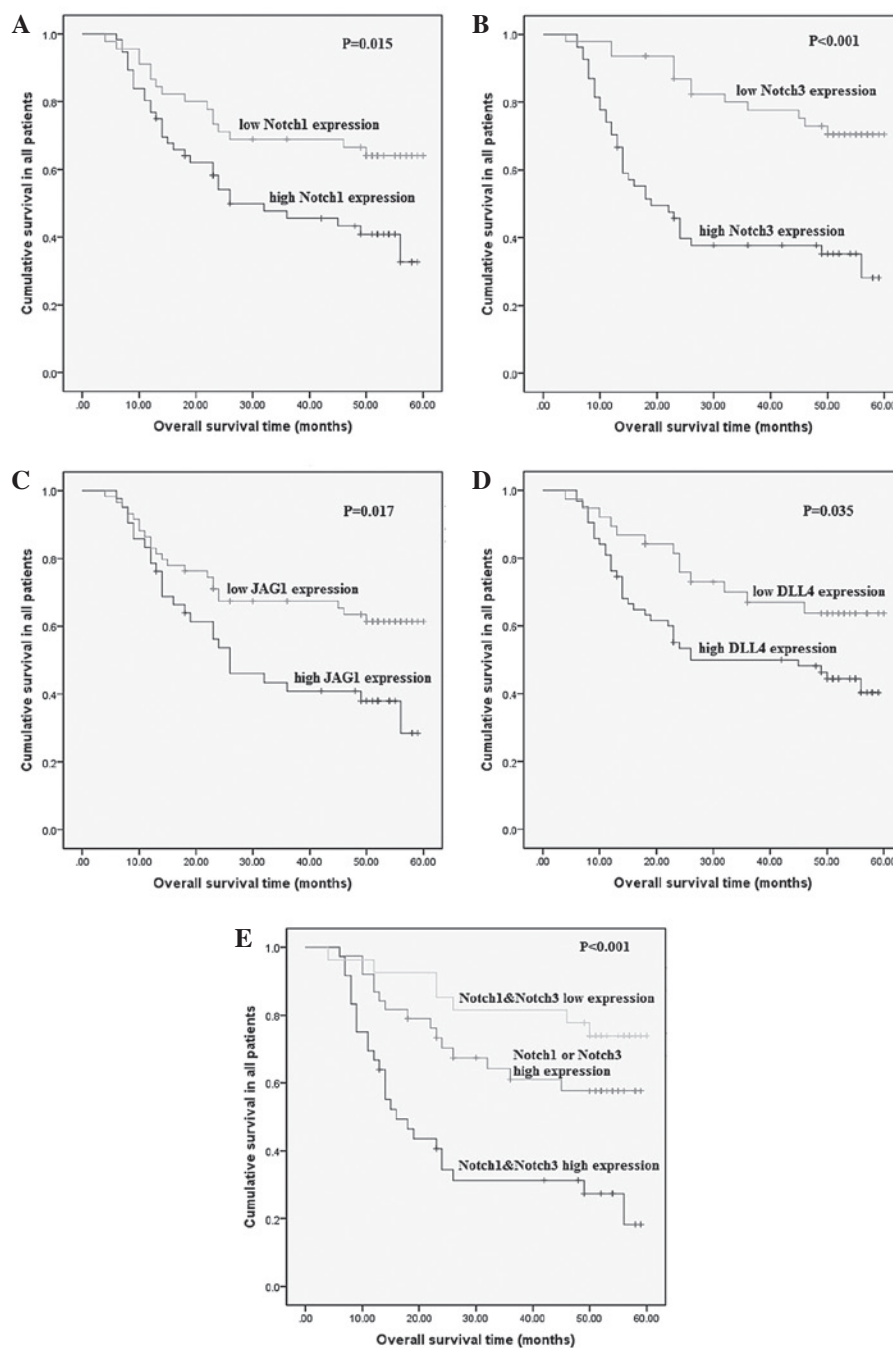 A
P=0.015
low Notch1 expression
high Notch1 expression
Cumulative survival in all patients
1.0
0.8
0.6
0.4
0.2
0.0
.00 10.00 20.00 30.00 40.00 50.00 60.00
Overall survival time (months)
B
P<0.001
low Notch3 expression
high Notch3 expression
Cumulative survival in all patients
1.0
0.8
0.6
0.4
0.2
0.0
.00 10.00 20.00 30.00 40.00 50.00 60.00
Overall survival time (months)
C
P=0.017
low JAG1 expression
high JAG1 expression
Cumulative survival in all patients
1.0
0.8
0.6
0.4
0.2
0.0
.00 10.00 20.00 30.00 40.00 50.00 60.00
Overall survival time (months)
D
P=0.035
low DLL4 expression
high DLL4 expression
Cumulative survival in all patients
1.0
0.8
0.6
0.4
0.2
0.0
.00 10.00 20.00 30.00 40.00 50.00 60.00
Overall survival time (months)
E
P<0.001
Notch1&Notch3 low expression
Notch1 or Notch3
high expression
Notch1&Notch3 high expression
Cumulative survival in all patients
1.0
0.8
0.6
0.4
0.2
0.0
.00 10.00 20.00 30.00 40.00 50.00 60.00
Overall survival time (months)